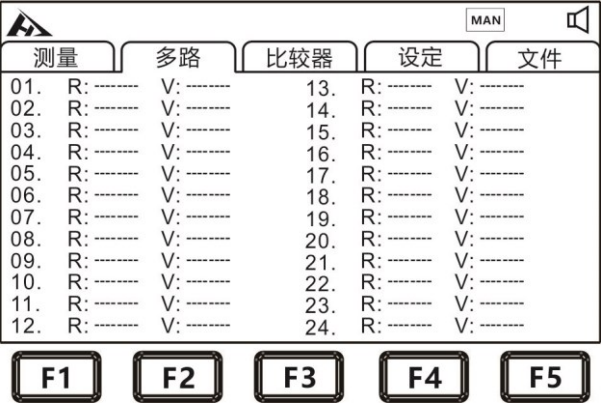 MAN
测量 多路 比较器 设定 文件
01. R: -------- V: -------- 13. R: -------- V: --------
02. R: -------- V: -------- 14. R: -------- V: --------
03. R: -------- V: -------- 15. R: -------- V: --------
04. R: -------- V: -------- 16. R: -------- V: --------
05. R: -------- V: -------- 17. R: -------- V: --------
06. R: -------- V: -------- 18. R: -------- V: --------
07. R: -------- V: -------- 19. R: -------- V: --------
08. R: -------- V: -------- 20. R: -------- V: --------
09. R: -------- V: -------- 21. R: -------- V: --------
10. R: -------- V: -------- 22. R: -------- V: --------
11. R: -------- V: -------- 23. R: -------- V: --------
12. R: -------- V: -------- 24. R: -------- V: --------
F1 F2 F3 F4 F5